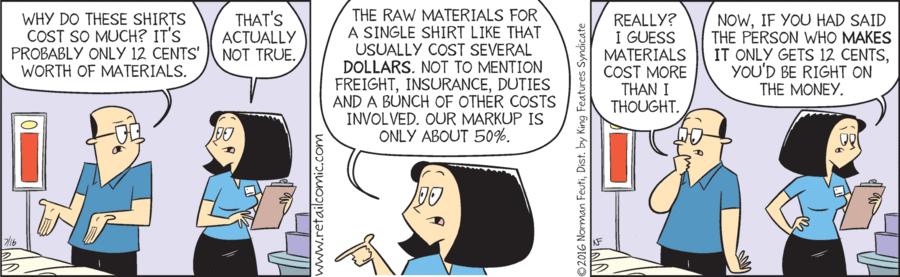 WHY DO THESE SHIRTS
COST SO MUCH? IT'S
PROBABLY ONLY 12 CENTS'
WORTH OF MATERIALS.
THAT'S
ACTUALLY
NOT TRUE.
7/16
www.retailcomic.com
THE RAW MATERIALS FOR
A SINGLE SHIRT LIKE THAT
USUALLY COST SEVERAL
DOLLARS. NOT TO MENTION
FREIGHT, INSURANCE, DUTIES
AND A BUNCH OF OTHER COSTS
INVOLVED. OUR MARKUP IS
ONLY ABOUT 50%.
©2016 Norman Feuti, Dist. by King Features Syndicate
REALLY?
I GUESS
MATERIALS
COST MORE
THAN I
THOUGHT.
NOW, IF YOU HAD SAID
THE PERSON WHO MAKES
IT ONLY GETS 12 CENTS,
YOU'D BE RIGHT ON
THE MONEY.
NF